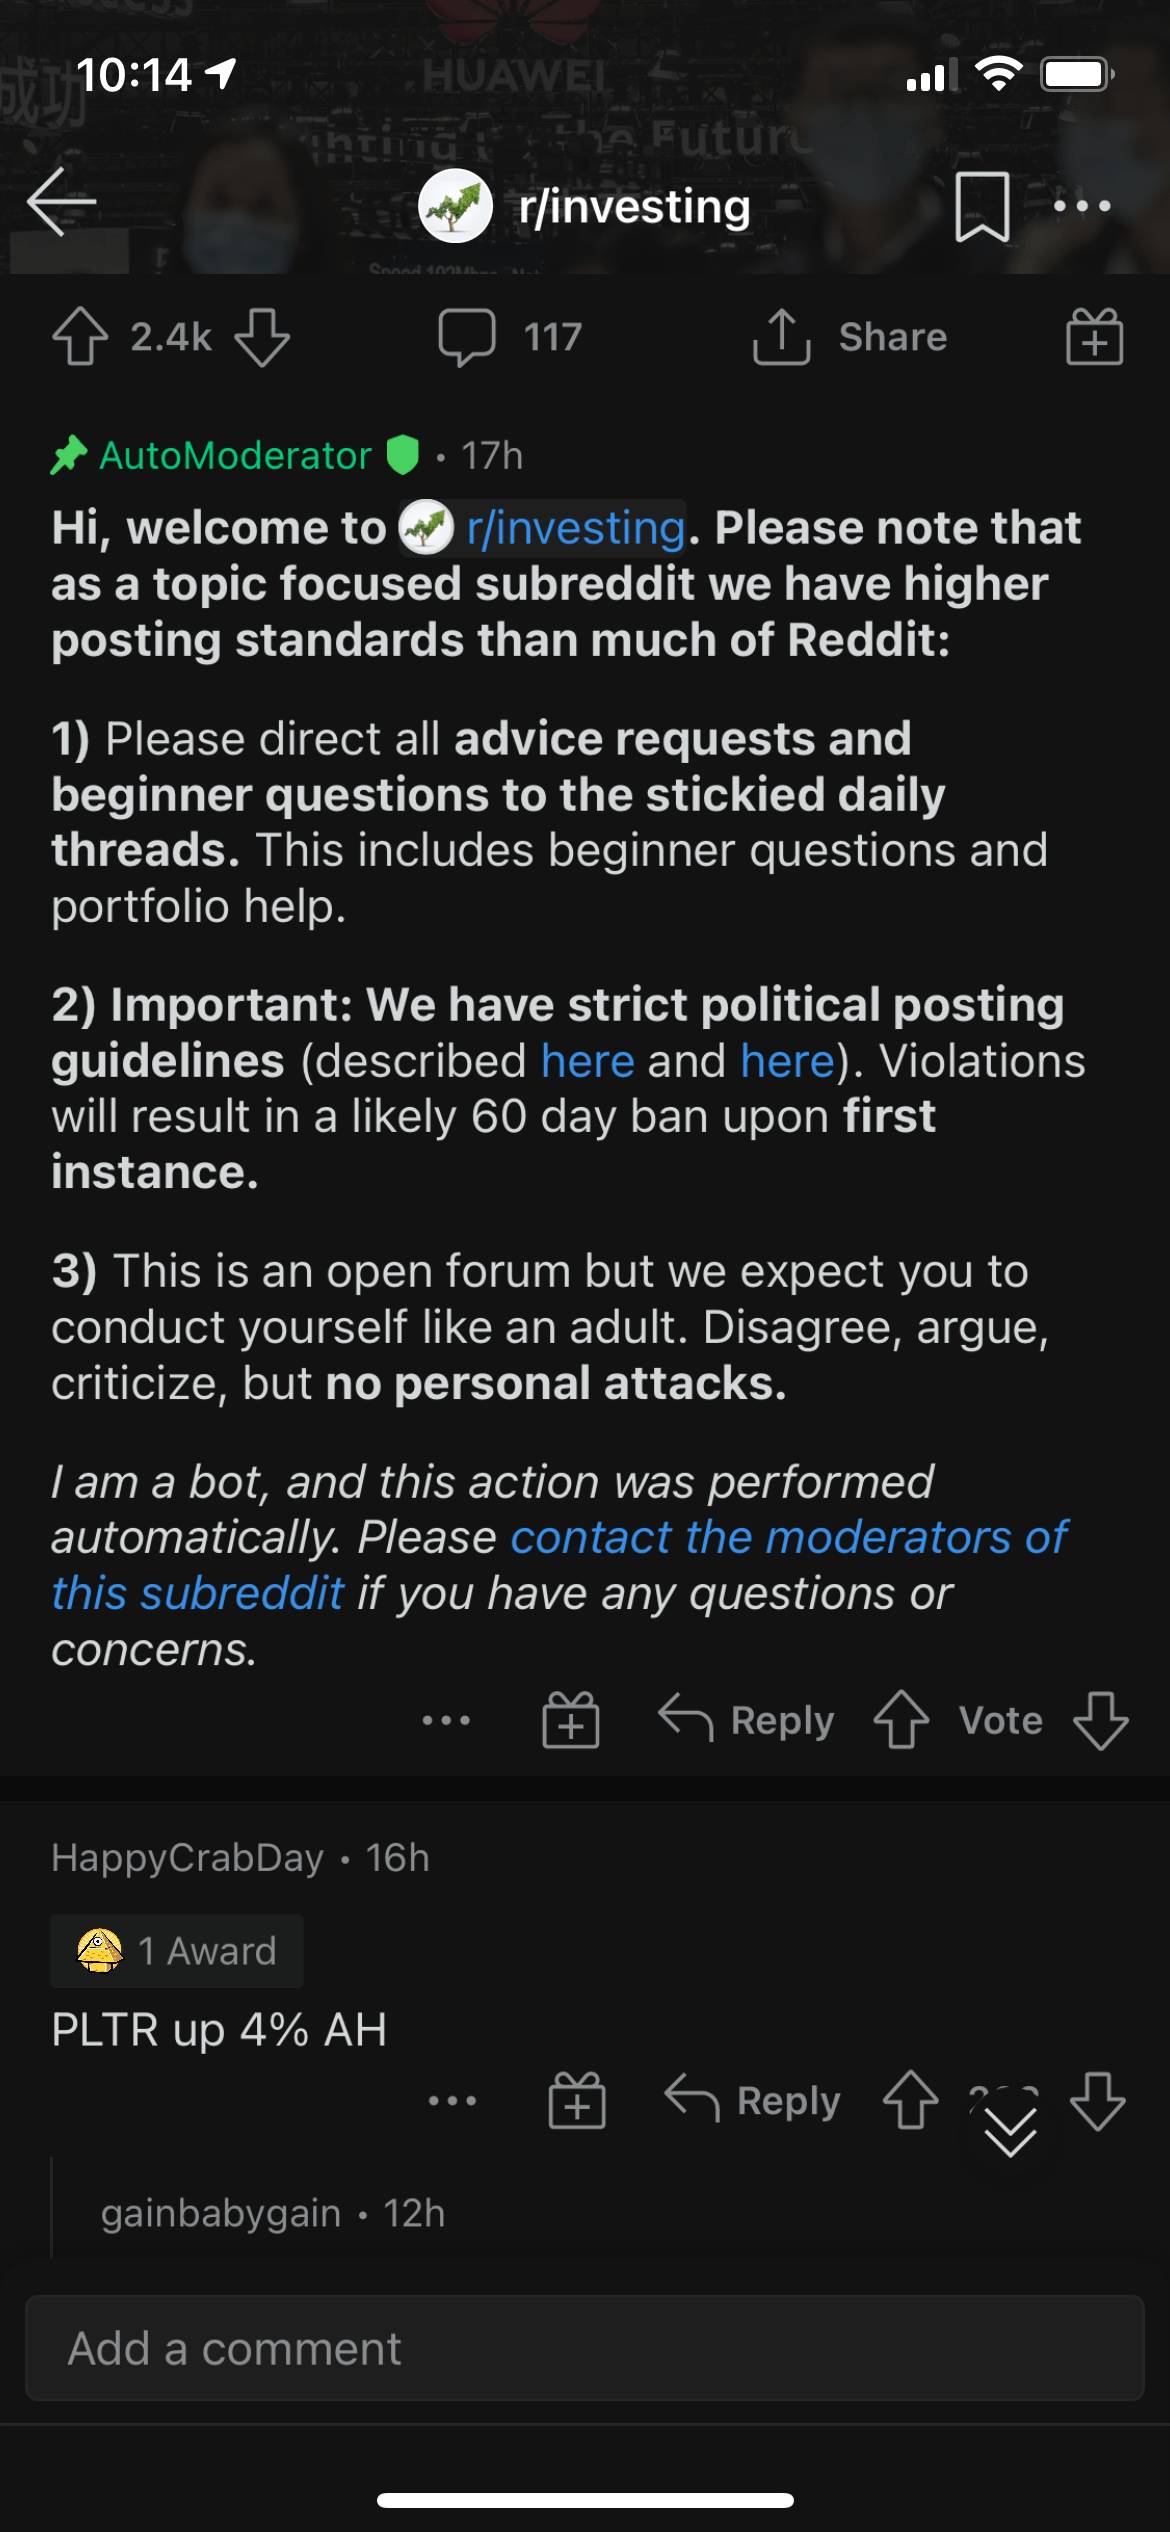 10:14
成功
HUAWEI
the Future
r/investing
2.4k
117
Share
AutoModerator • 17h
Hi, welcome to r/investing. Please note that
as a topic focused subreddit we have higher
posting standards than much of Reddit:
1) Please direct all advice requests and
beginner questions to the stickied daily
threads. This includes beginner questions and
portfolio help.
2) Important: We have strict political posting
guidelines (described here and here). Violations
will result in a likely 60 day ban upon first
instance.
3) This is an open forum but we expect you to
conduct yourself like an adult. Disagree, argue,
criticize, but no personal attacks.
I am a bot, and this action was performed
automatically. Please contact the moderators of
this subreddit if you have any questions or
concerns.
Reply Vote
HappyCrabDay • 16h
1 Award
PLTR up 4% AH
Reply
gainbabygain • 12h
Add a comment